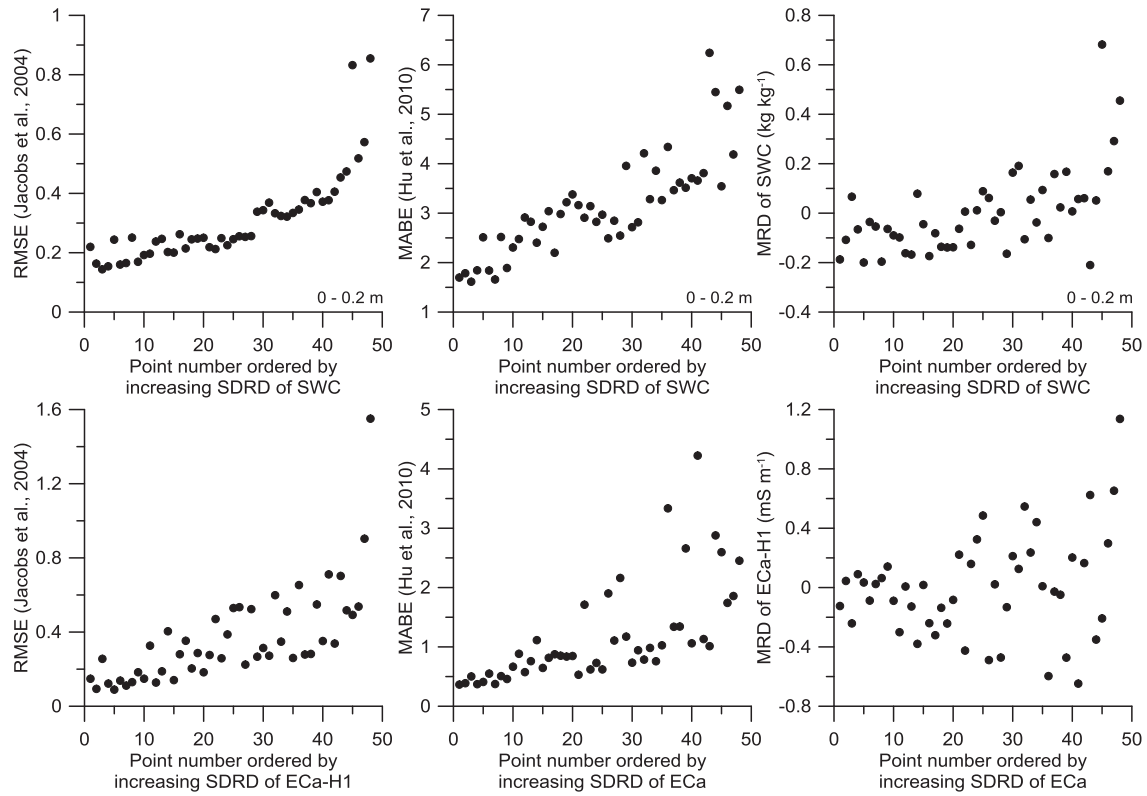 RMSE (Jacobs et al., 2004)
1
0.8
0.6
0.4
0.2
0
0 - 0.2 m
0 10 20 30 40 50
Point number ordered by
increasing SDRD of SWC
MABE (Hu et al., 2010)
7
6
5
4
3
2
1
0 - 0.2 m
0 10 20 30 40 50
Point number ordered by
increasing SDRD of SWC
MRD of SWC (kg kg⁻¹)
0.8
0.6
0.4
0.2
0
-0.2
-0.4
0 - 0.2 m
0 10 20 30 40 50
Point number ordered by
increasing SDRD of SWC
RMSE (Jacobs et al., 2004)
1.6
1.2
0.8
0.4
0
0 10 20 30 40 50
Point number ordered by
increasing SDRD of ECa-H1
MABE (Hu et al., 2010)
5
4
3
2
1
0
0 10 20 30 40 50
Point number ordered by
increasing SDRD of ECa
MRD of ECa-H1 (mS m⁻¹)
1.2
0.8
0.4
0
-0.4
-0.8
0 10 20 30 40 50
Point number ordered by
increasing SDRD of ECa